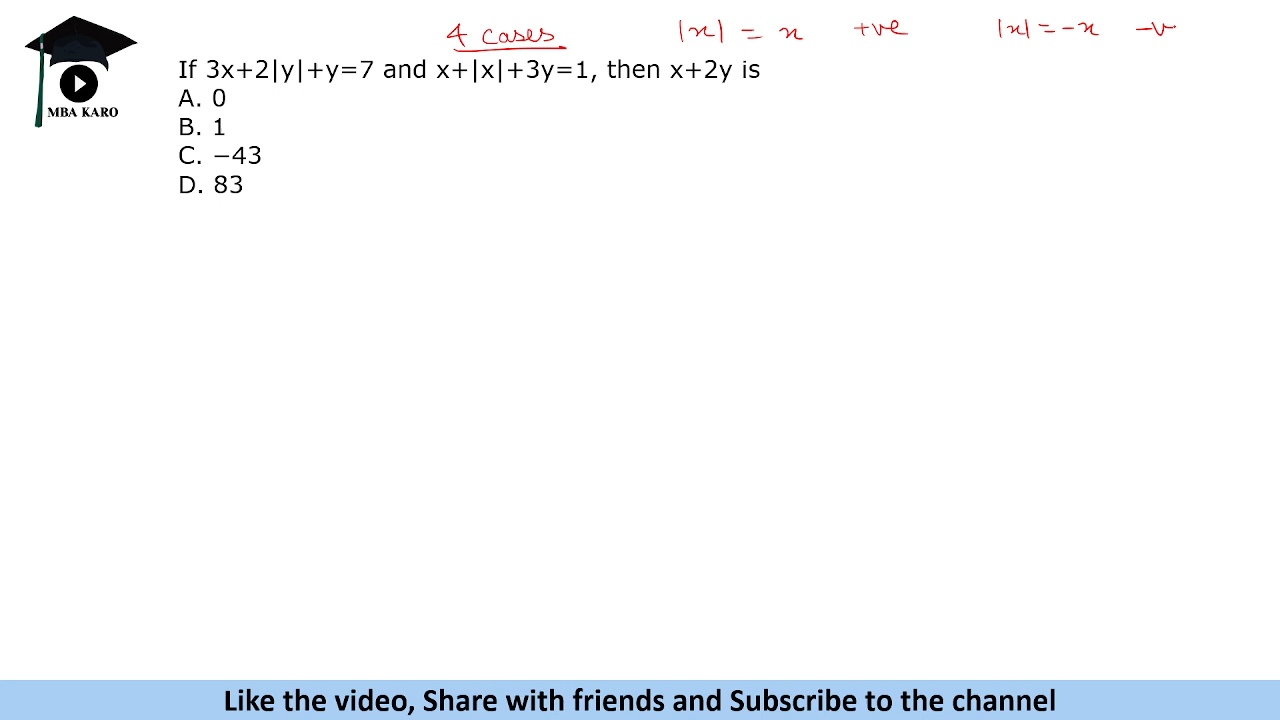 4 cases |x| = x +ve |x| = -x -v
If 3x+2|y|+y=7 and x+|x|+3y=1, then x+2y is
A. 0
B. 1
C. −43
D. 83
MBA KARO
Like the video, Share with friends and Subscribe to the channel